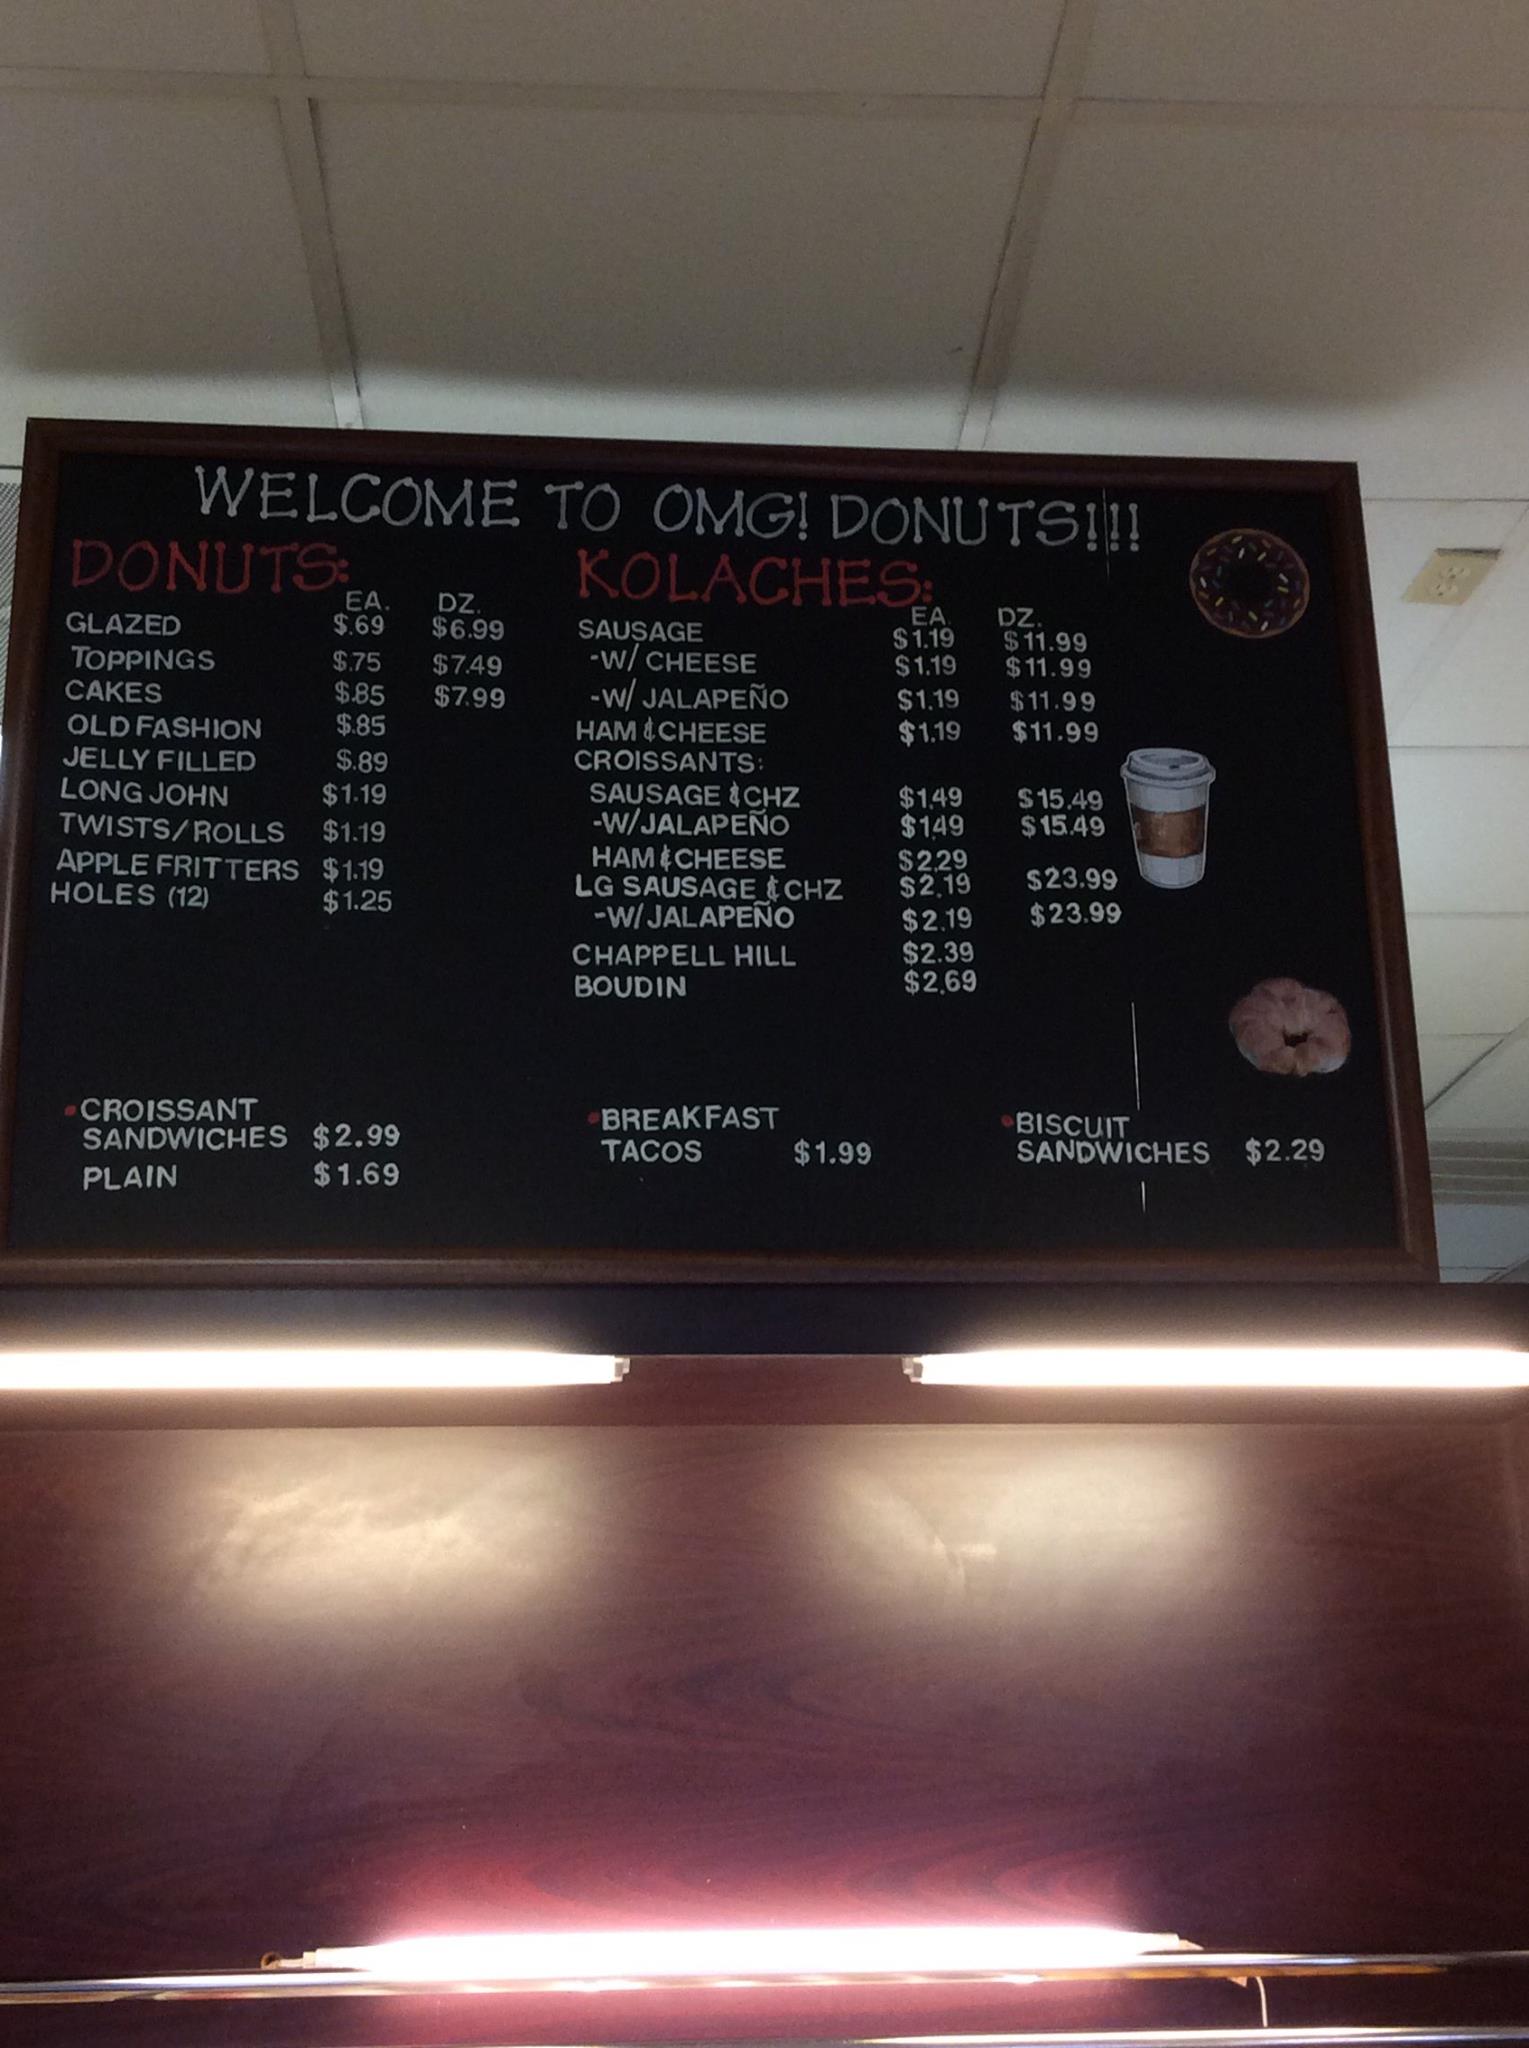 WELCOME TO OMG! DONUTS!!!
DONUTS:
EA. DZ.
GLAZED $.69 $6.99
TOPPINGS $.75 $7.49
CAKES $.85 $7.99
OLD FASHION $.85
JELLY FILLED $.89
LONG JOHN $1.19
TWISTS/ROLLS $1.19
APPLE FRITTERS $1.19
HOLES (12) $1.25
KOLACHES:
EA. DZ.
SAUSAGE $1.19 $11.99
-W/ CHEESE $1.19 $11.99
-W/ JALAPEÑO $1.19 $11.99
HAM & CHEESE $1.19 $11.99
CROISSANTS:
SAUSAGE & CHZ $1.49 $15.49
-W/JALAPEÑO $1.49 $15.49
HAM & CHEESE $2.29
LG SAUSAGE & CHZ $2.19 $23.99
-W/JALAPEÑO $2.19 $23.99
CHAPPELL HILL $2.39
BOUDIN $2.69
•CROISSANT
SANDWICHES $2.99
PLAIN $1.69
•BREAKFAST
TACOS $1.99
•BISCUIT
SANDWICHES $2.29